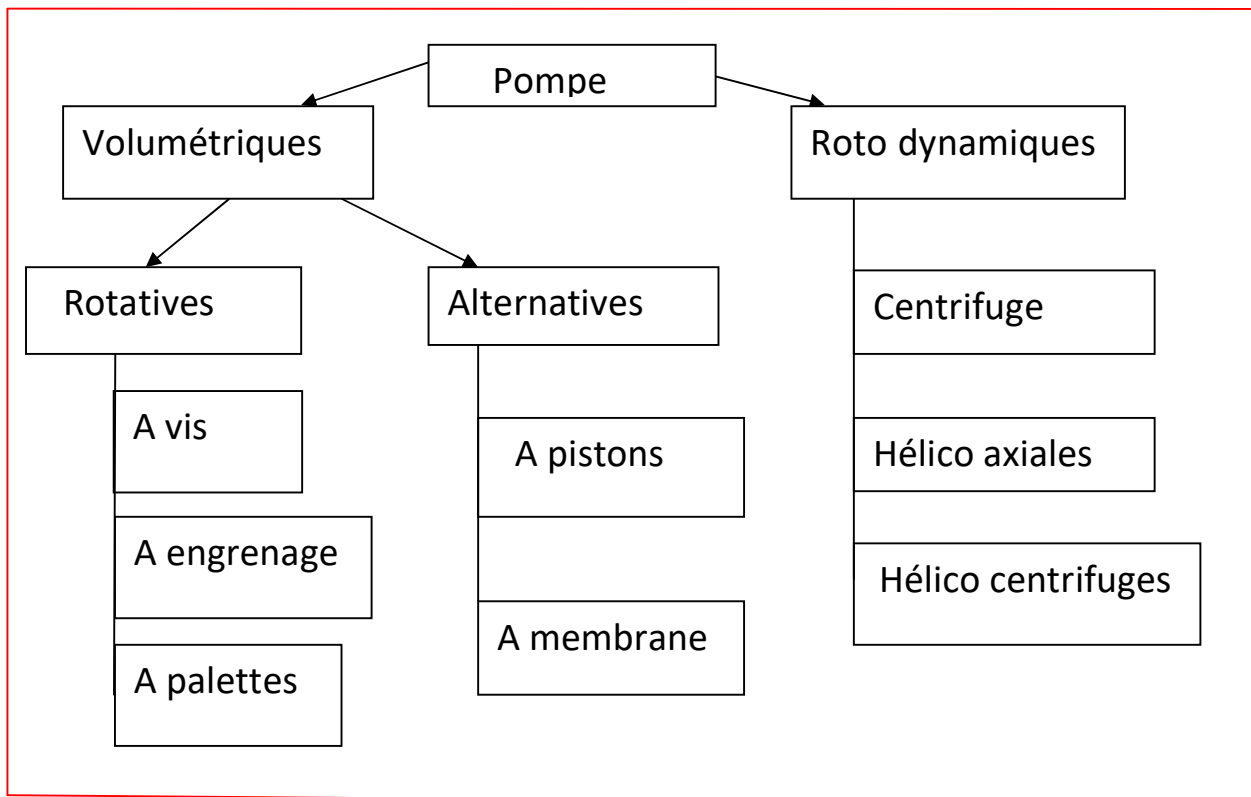 Pompe
Volumétriques
Roto dynamiques
Rotatives
Alternatives
Centrifuge
A vis
A pistons
Hélico axiales
A engrenage
Hélico centrifuges
A membrane
A palettes